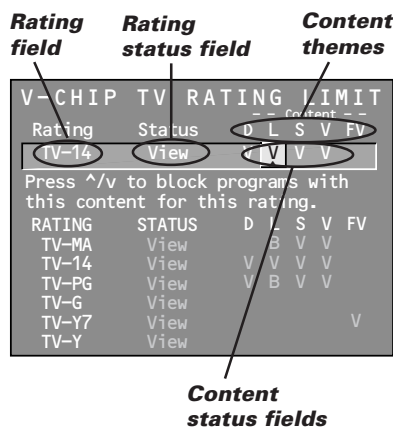 Rating field
Rating status field
Content themes
V-CHIP TV RATING LIMIT
-- Content --
Rating Status D L S V FV
TV-14 View V V V V
Press ^/v to block programs with
this content for this rating.
RATING STATUS D L S V FV
TV-MA View B V V
TV-14 View V V V V
TV-PG View V B V V
TV-G View
TV-Y7 View V
TV-Y View
Content status fields